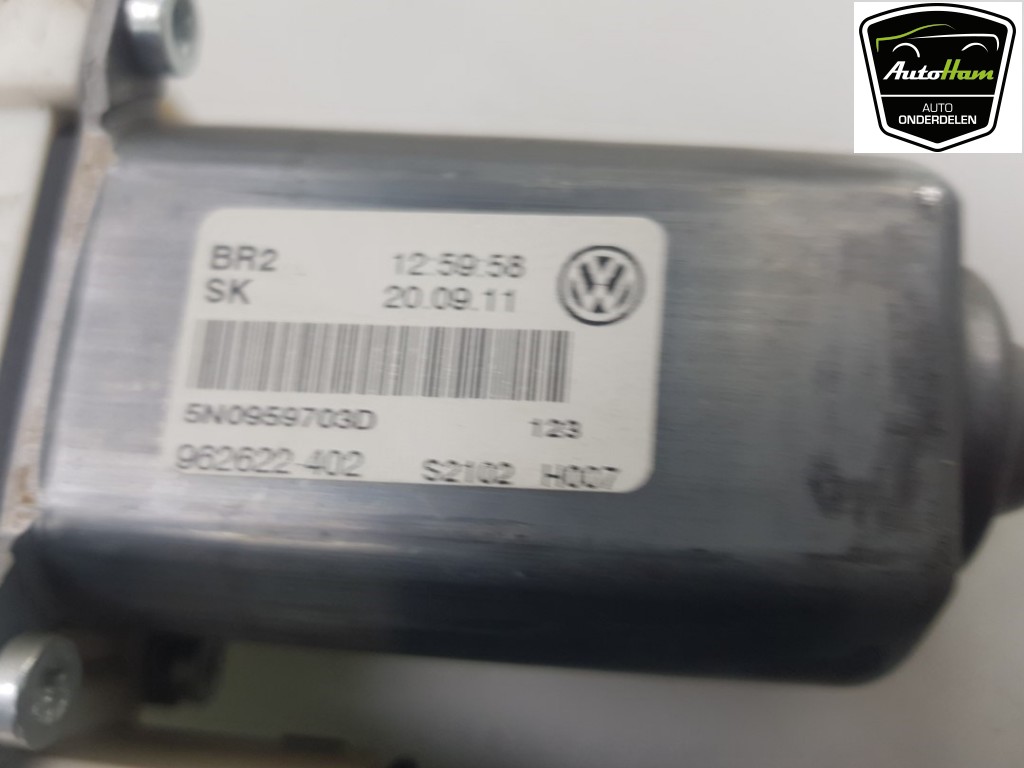 AutoHam
AUTO
ONDERDELEN
BR2 12:59:58
SK 20.09.11
5N0959703D 123
962622-402 S2102 H007